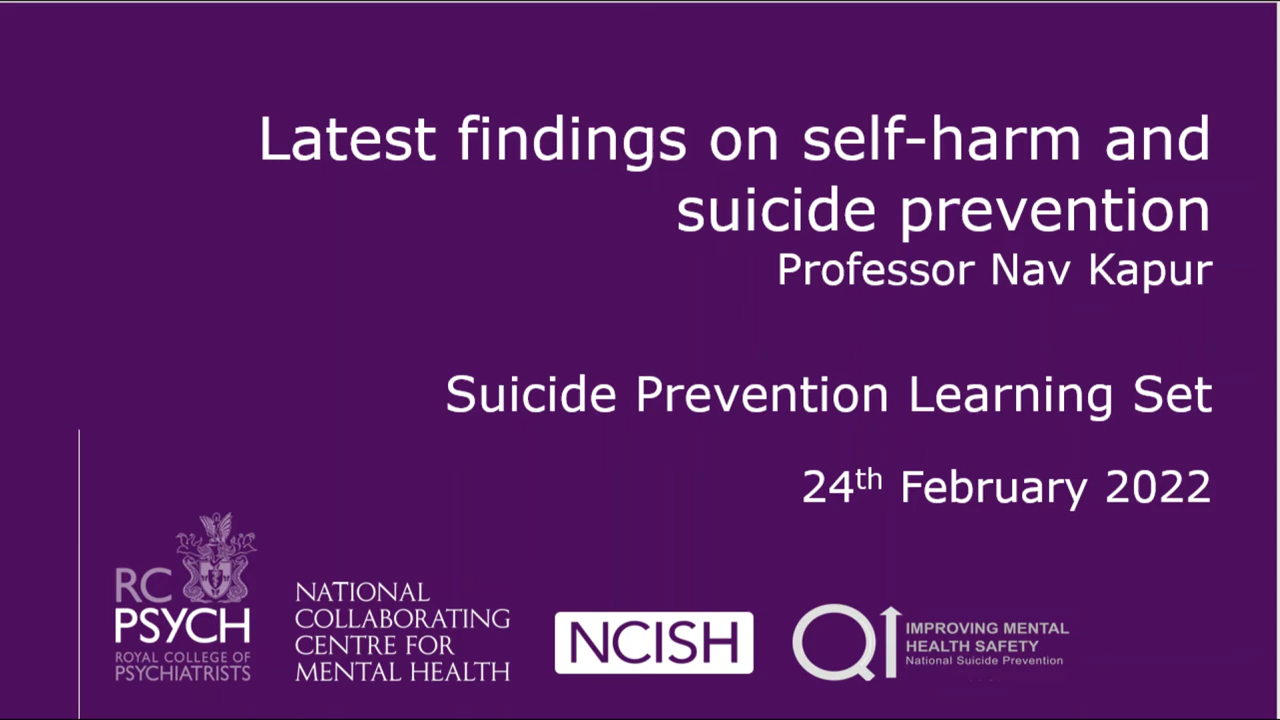 Latest findings on self-harm and
suicide prevention
Professor Nav Kapur
Suicide Prevention Learning Set
24th February 2022
RC
PSYCH
ROYAL COLLEGE OF
PSYCHIATRISTS
NATIONAL
COLLABORATING
CENTRE FOR
MENTAL HEALTH
NCISH
QI
IMPROVING MENTAL
HEALTH SAFETY
National Suicide Prevention